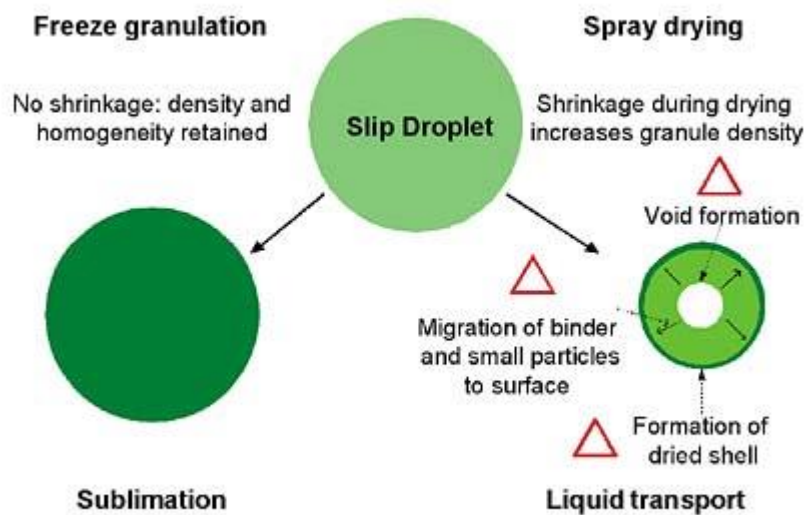 Freeze granulation
No shrinkage: density and
homogeneity retained
Slip Droplet
Spray drying
Shrinkage during drying
increases granule density
Void formation
Migration of binder
and small particles
to surface
Formation of
dried shell
Sublimation
Liquid transport